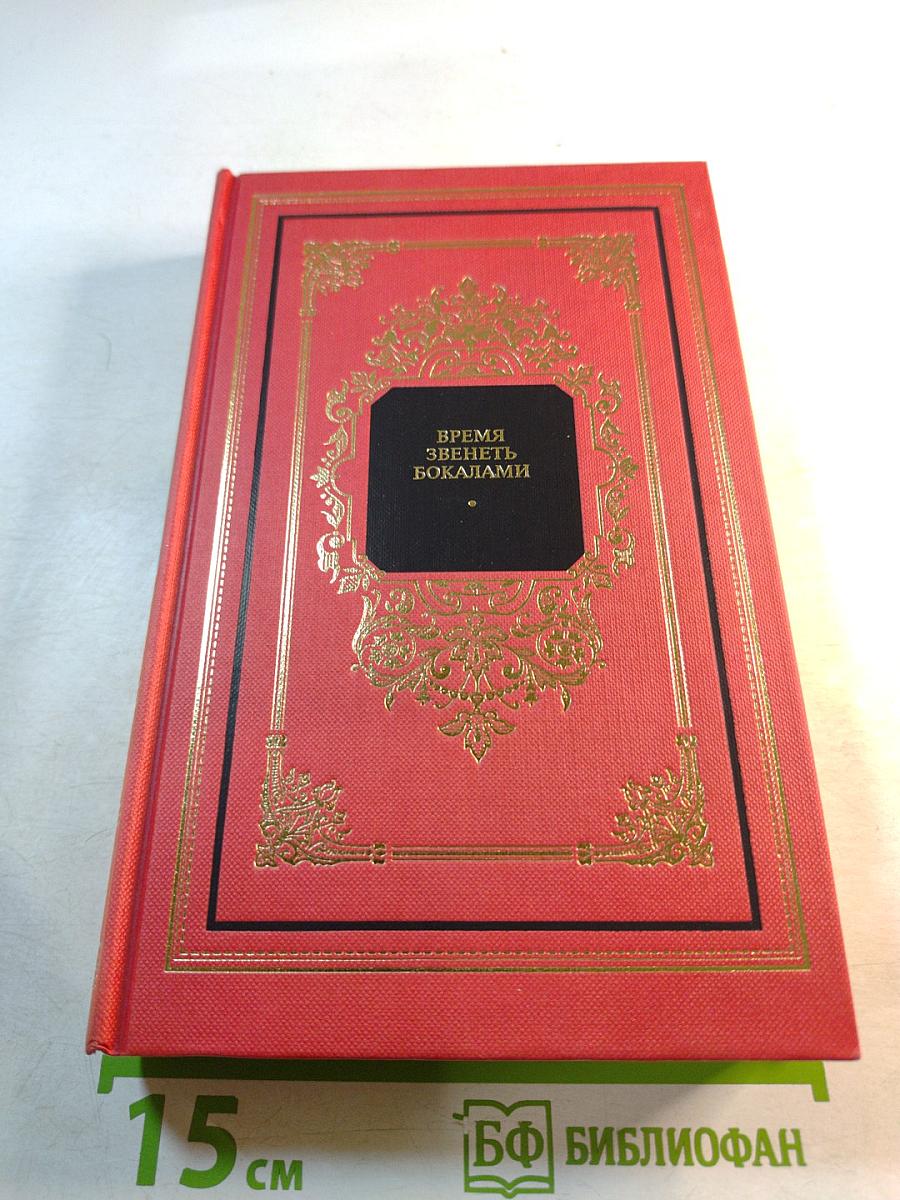 ВРЕМЯ
ЗВЕНЕТЬ
БОКАЛАМИ
15 см
БФ БИБЛИОФАН